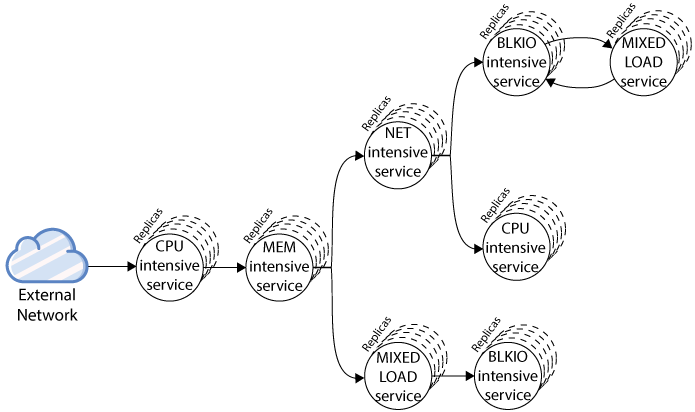 Replicas
BLKIO
intensive
service
Replicas
MIXED
LOAD
service
Replicas
NET
intensive
service
Replicas
CPU
intensive
service
Replicas
CPU
intensive
service
Replicas
MEM
intensive
service
External
Network
Replicas
MIXED
LOAD
service
Replicas
BLKIO
intensive
service